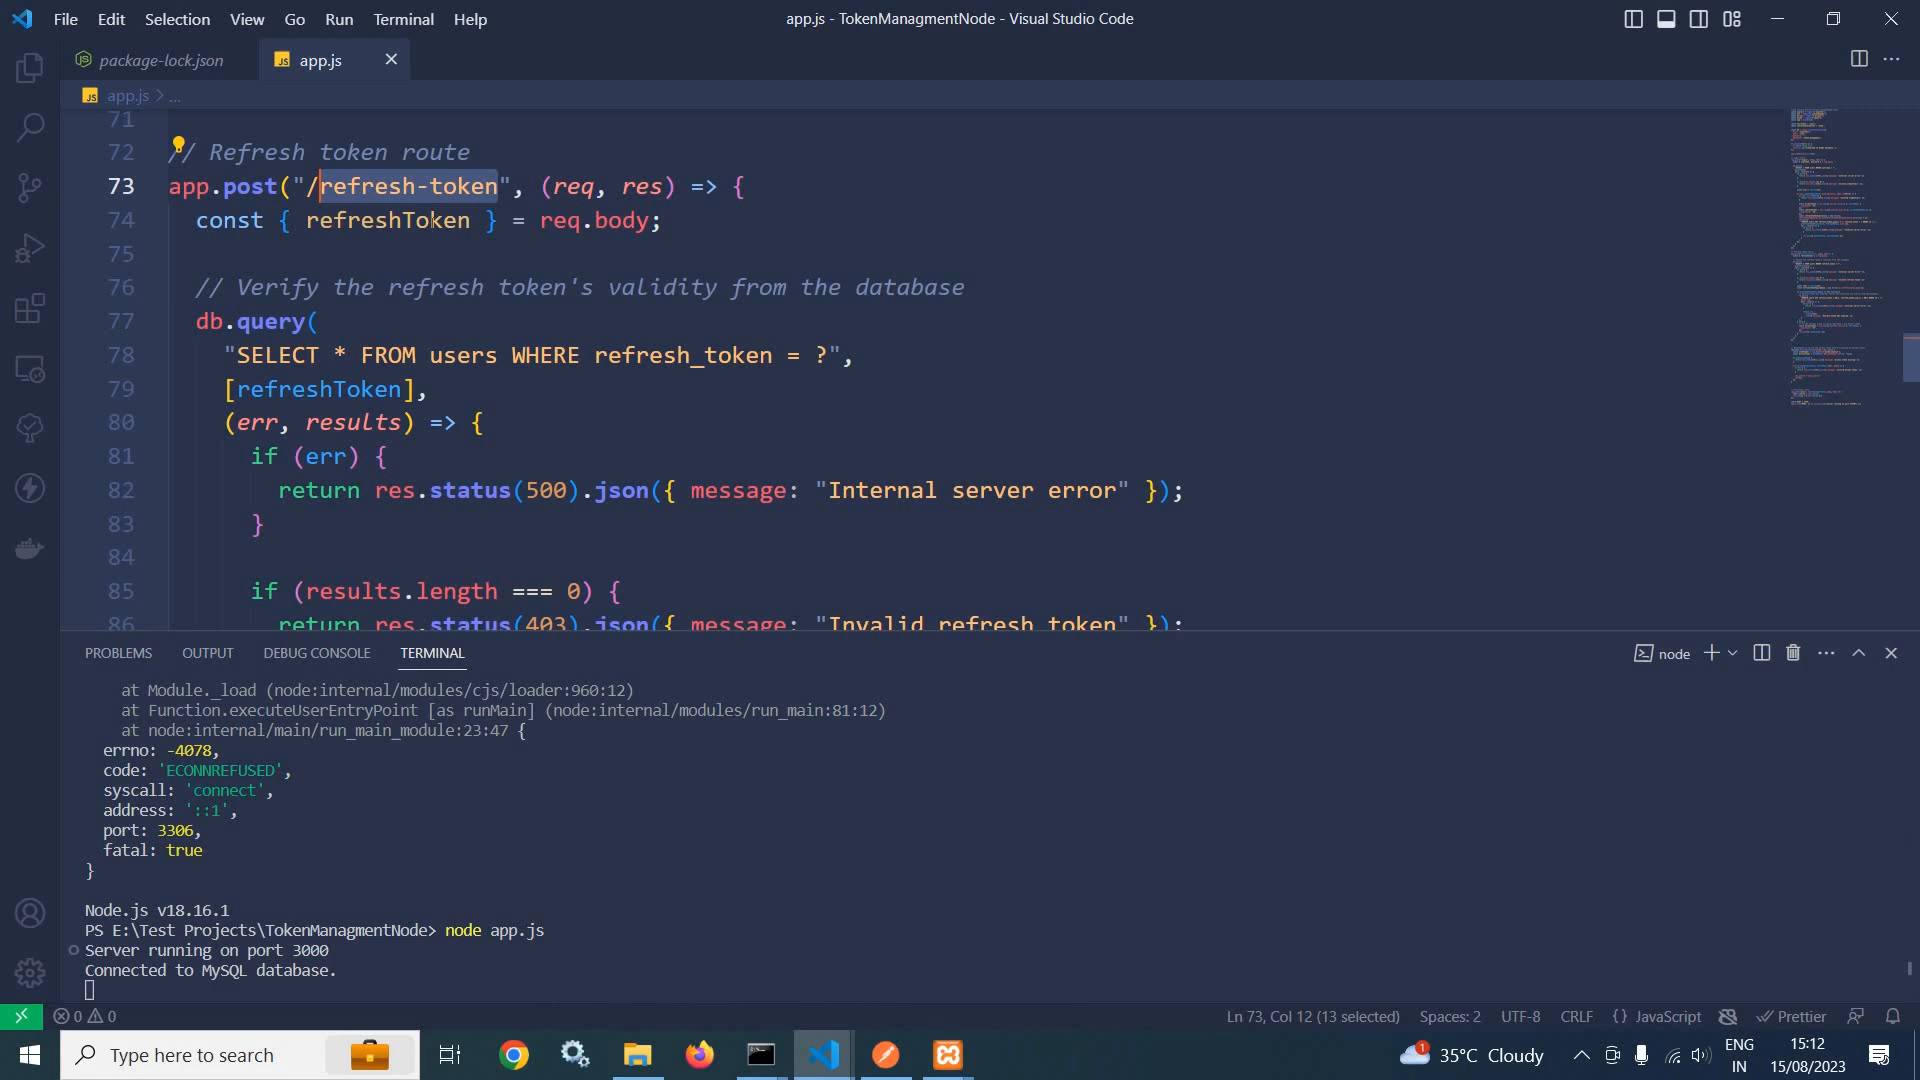 File Edit Selection View Go Run Terminal Help
app.js - TokenManagmentNode - Visual Studio Code
package-lock.json
JS app.js
JS app.js > ...
71
72 // Refresh token route
73 app.post("/refresh-token", (req, res) => {
74 const { refreshToken } = req.body;
75
76 // Verify the refresh token's validity from the database
77 db.query(
78 "SELECT * FROM users WHERE refresh_token = ?",
79 [refreshToken],
80 (err, results) => {
81 if (err) {
82 return res.status(500).json({ message: "Internal server error" });
83 }
84
85 if (results.length === 0) {
86 return res.status(403).json({ message: "Invalid refresh token" });
PROBLEMS OUTPUT DEBUG CONSOLE TERMINAL
node
at Module._load (node:internal/modules/cjs/loader:960:12)
at Function.executeUserEntryPoint [as runMain] (node:internal/modules/run_main:81:12)
at node:internal/main/run_main_module:23:47 {
errno: -4078,
code: 'ECONNREFUSED',
syscall: 'connect',
address: '::1',
port: 3306,
fatal: true
}
Node.js v18.16.1
PS E:\Test Projects\TokenManagmentNode> node app.js
Server running on port 3000
Connected to MySQL database.
0 0
Ln 73, Col 12 (13 selected) Spaces: 2 UTF-8 CRLF {} JavaScript Prettier
Type here to search
1 35°C Cloudy
ENG IN
15:12
15/08/2023